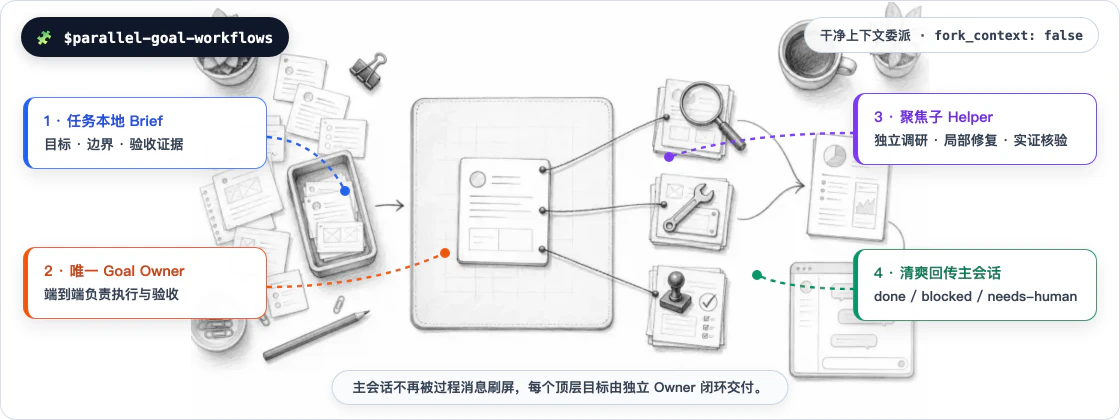 $parallel-goal-workflows
干净上下文委派 · fork_context: false
1 · 任务本地 Brief
目标 · 边界 · 验收证据
2 · 唯一 Goal Owner
端到端负责执行与验收
3 · 聚焦子 Helper
独立调研 · 局部修复 · 实证核验
4 · 清爽回传主会话
done / blocked / needs-human
主会话不再被过程消息刷屏，每个顶层目标由独立 Owner 闭环交付。